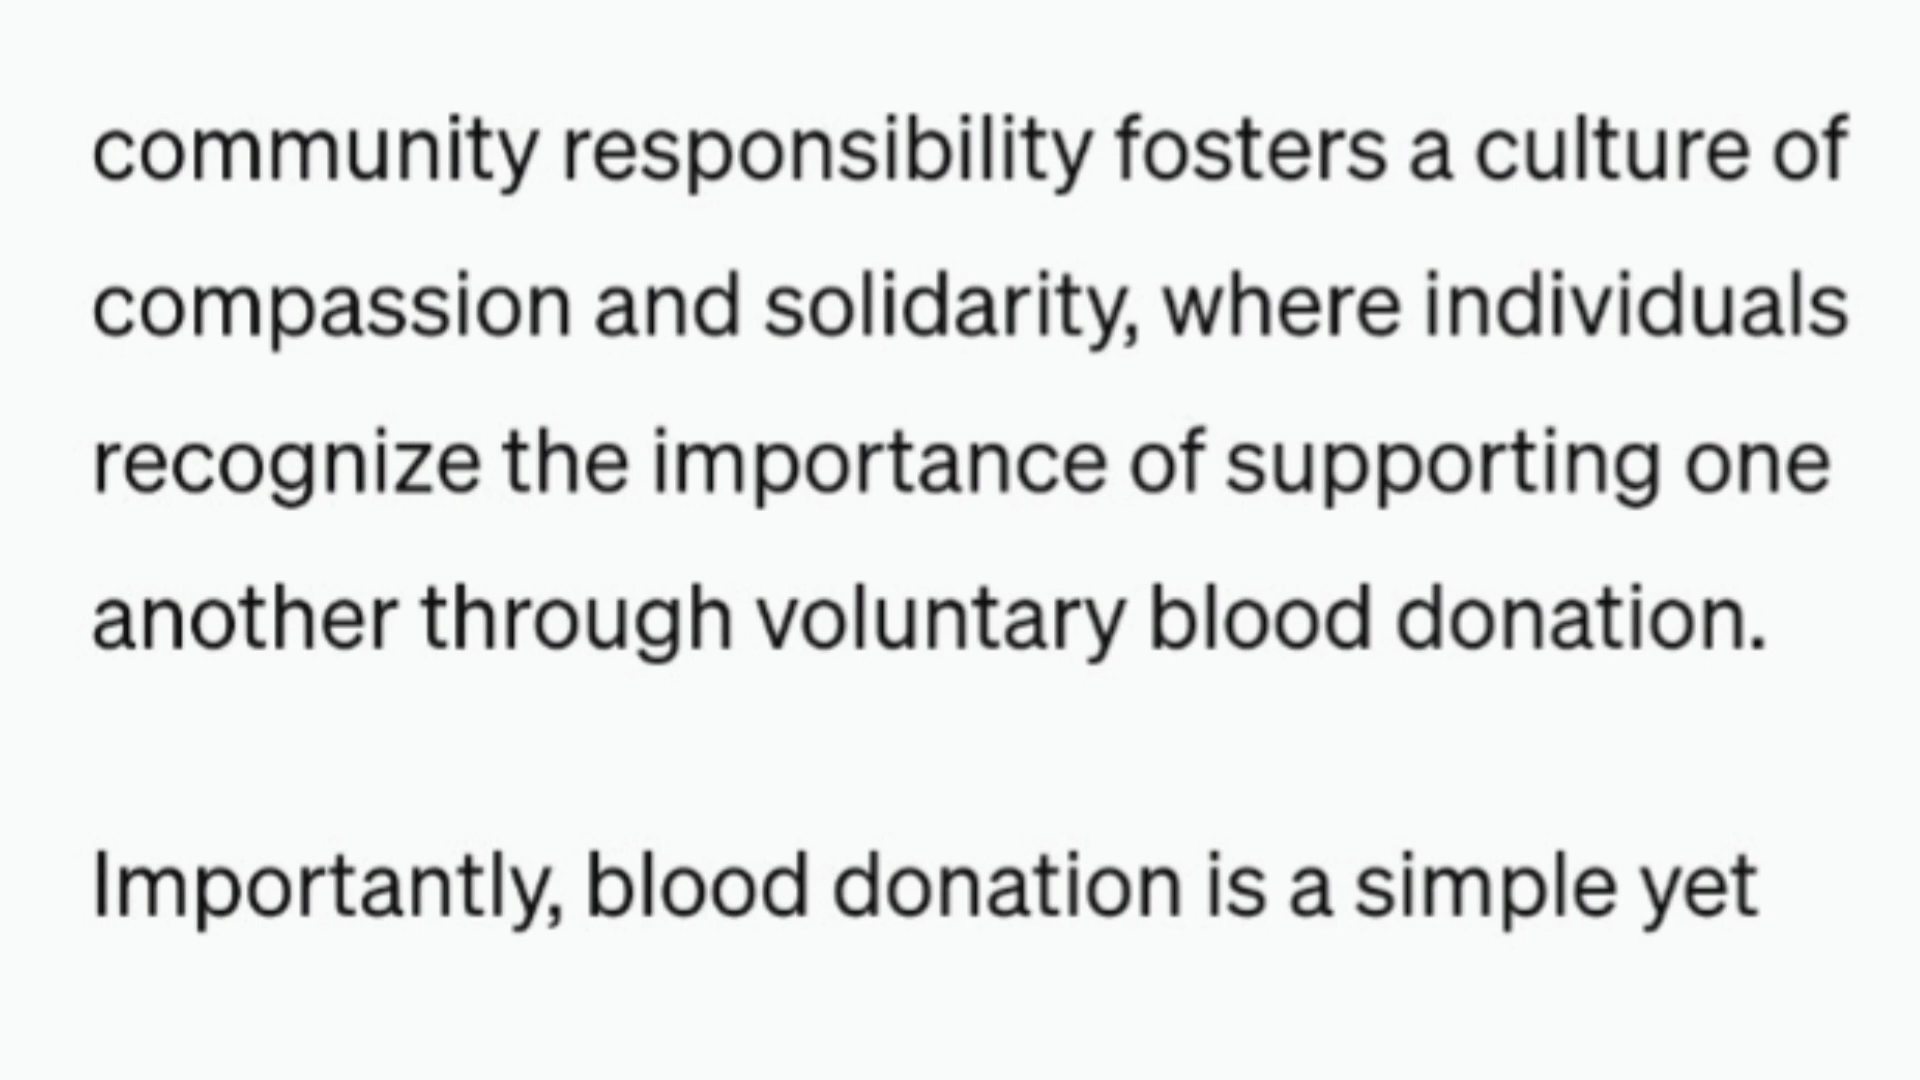 community responsibility fosters a culture of
compassion and solidarity, where individuals
recognize the importance of supporting one
another through voluntary blood donation.
Importantly, blood donation is a simple yet